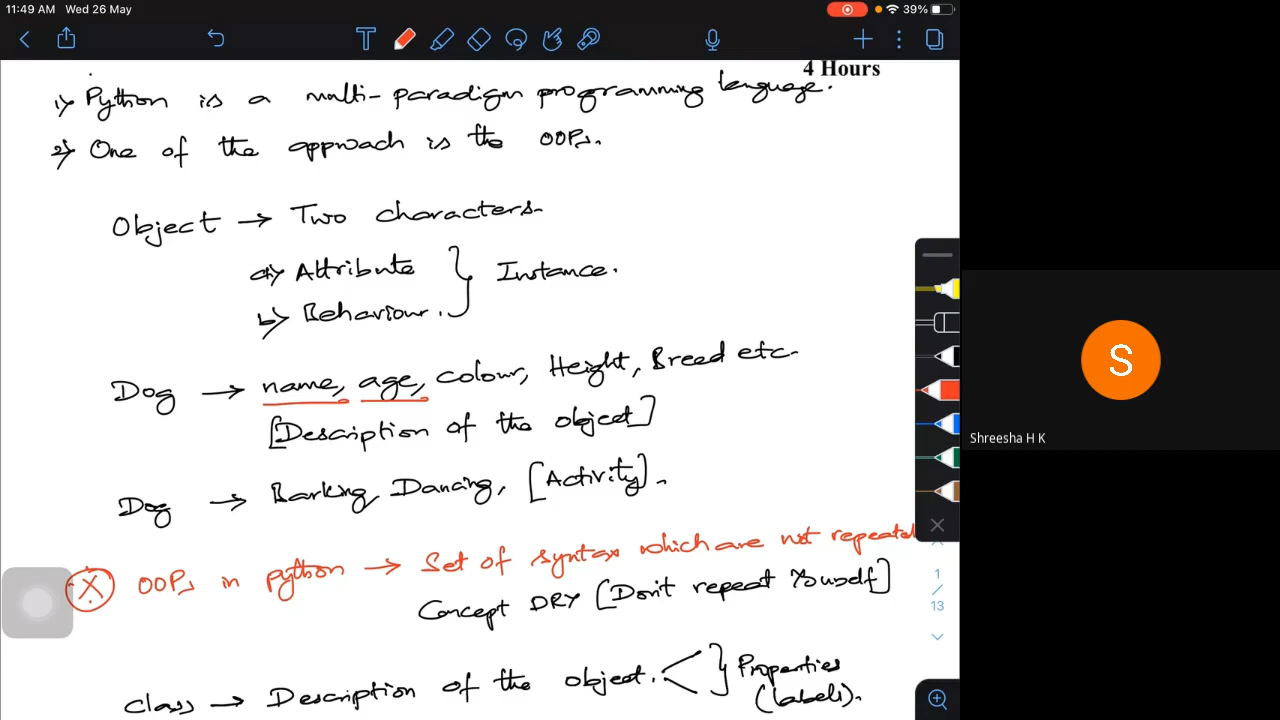 11:49 AM Wed 26 May
39%
4 Hours
1) Python is a multi-paradigm programming language.
2) One of the approach is the OOPs.
Object → Two characters.
a) Attribute
b) Behaviour.
} Instance.
Dog → name, age, colour, Height, Breed etc.
[Description of the object]
Dog → Barking, Dancing, [Activity].
X OOPs in python → Set of syntax which are not repeated
Concept DRY [Don't repeat Yourself]
Class → Description of the object. } Properties
(labels).
1
/
13
S
Shreesha H K